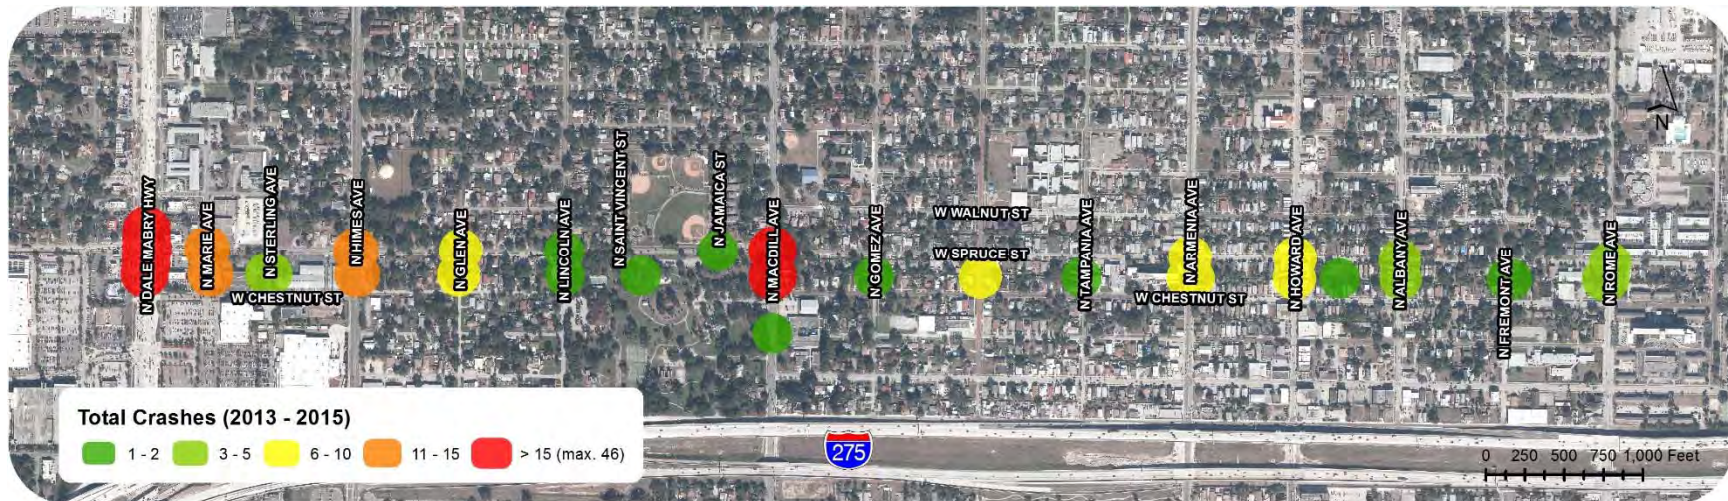 N DALE MABRY HWY
N MARIE AVE
N STERLING AVE
W CHESTNUT ST
N HIMES AVE
N GLEN AVE
N LINCOLN AVE
N SAINT VINCENT ST
N JAMAICA ST
N MACDILL AVE
N GOMEZ AVE
W WALNUT ST
W SPRUCE ST
N TAMPANIA AVE
N ARMENIA AVE
W CHESTNUT ST
N HOWARD AVE
N ALBANY AVE
N FREMONT AVE
N ROME AVE
N
Total Crashes (2013 - 2015)
1 - 2
3 - 5
6 - 10
11 - 15
> 15 (max. 46)
275
0 250 500 750 1,000 Feet